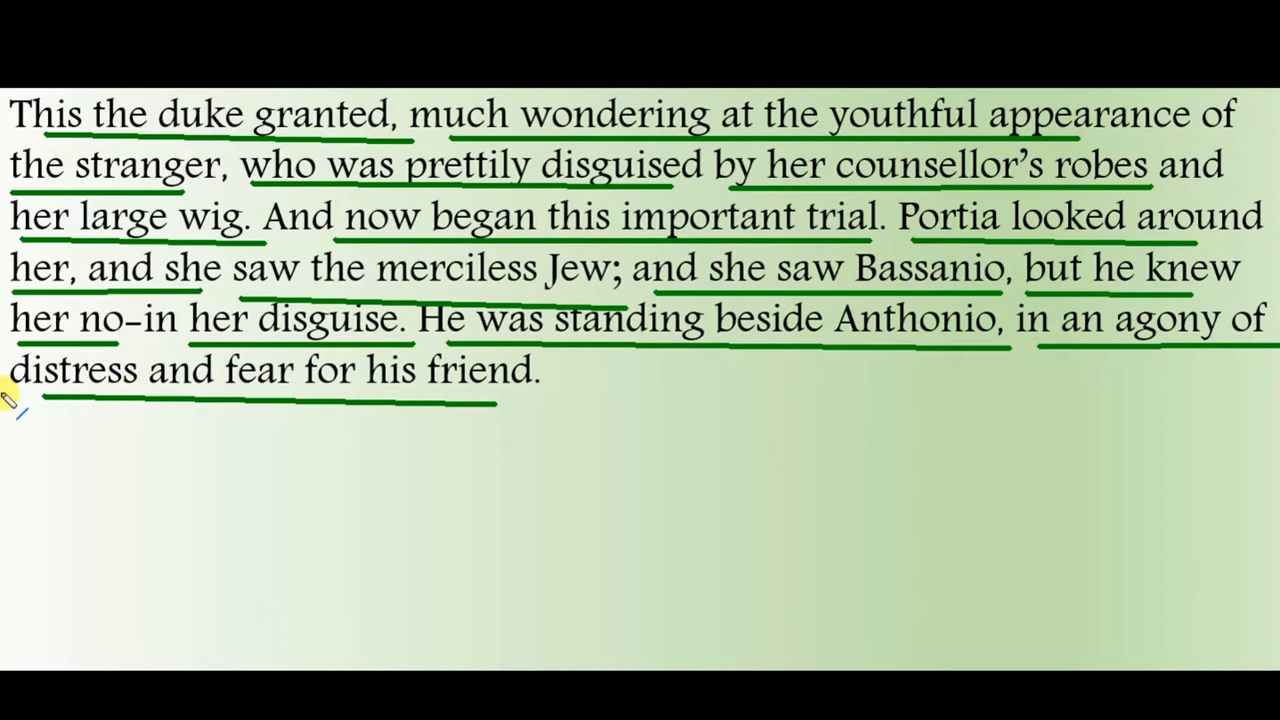 This the duke granted, much wondering at the youthful appearance of
the stranger, who was prettily disguised by her counsellor's robes and
her large wig. And now began this important trial. Portia looked around
her, and she saw the merciless Jew; and she saw Bassanio, but he knew
her no-in her disguise. He was standing beside Anthonio, in an agony of
distress and fear for his friend.